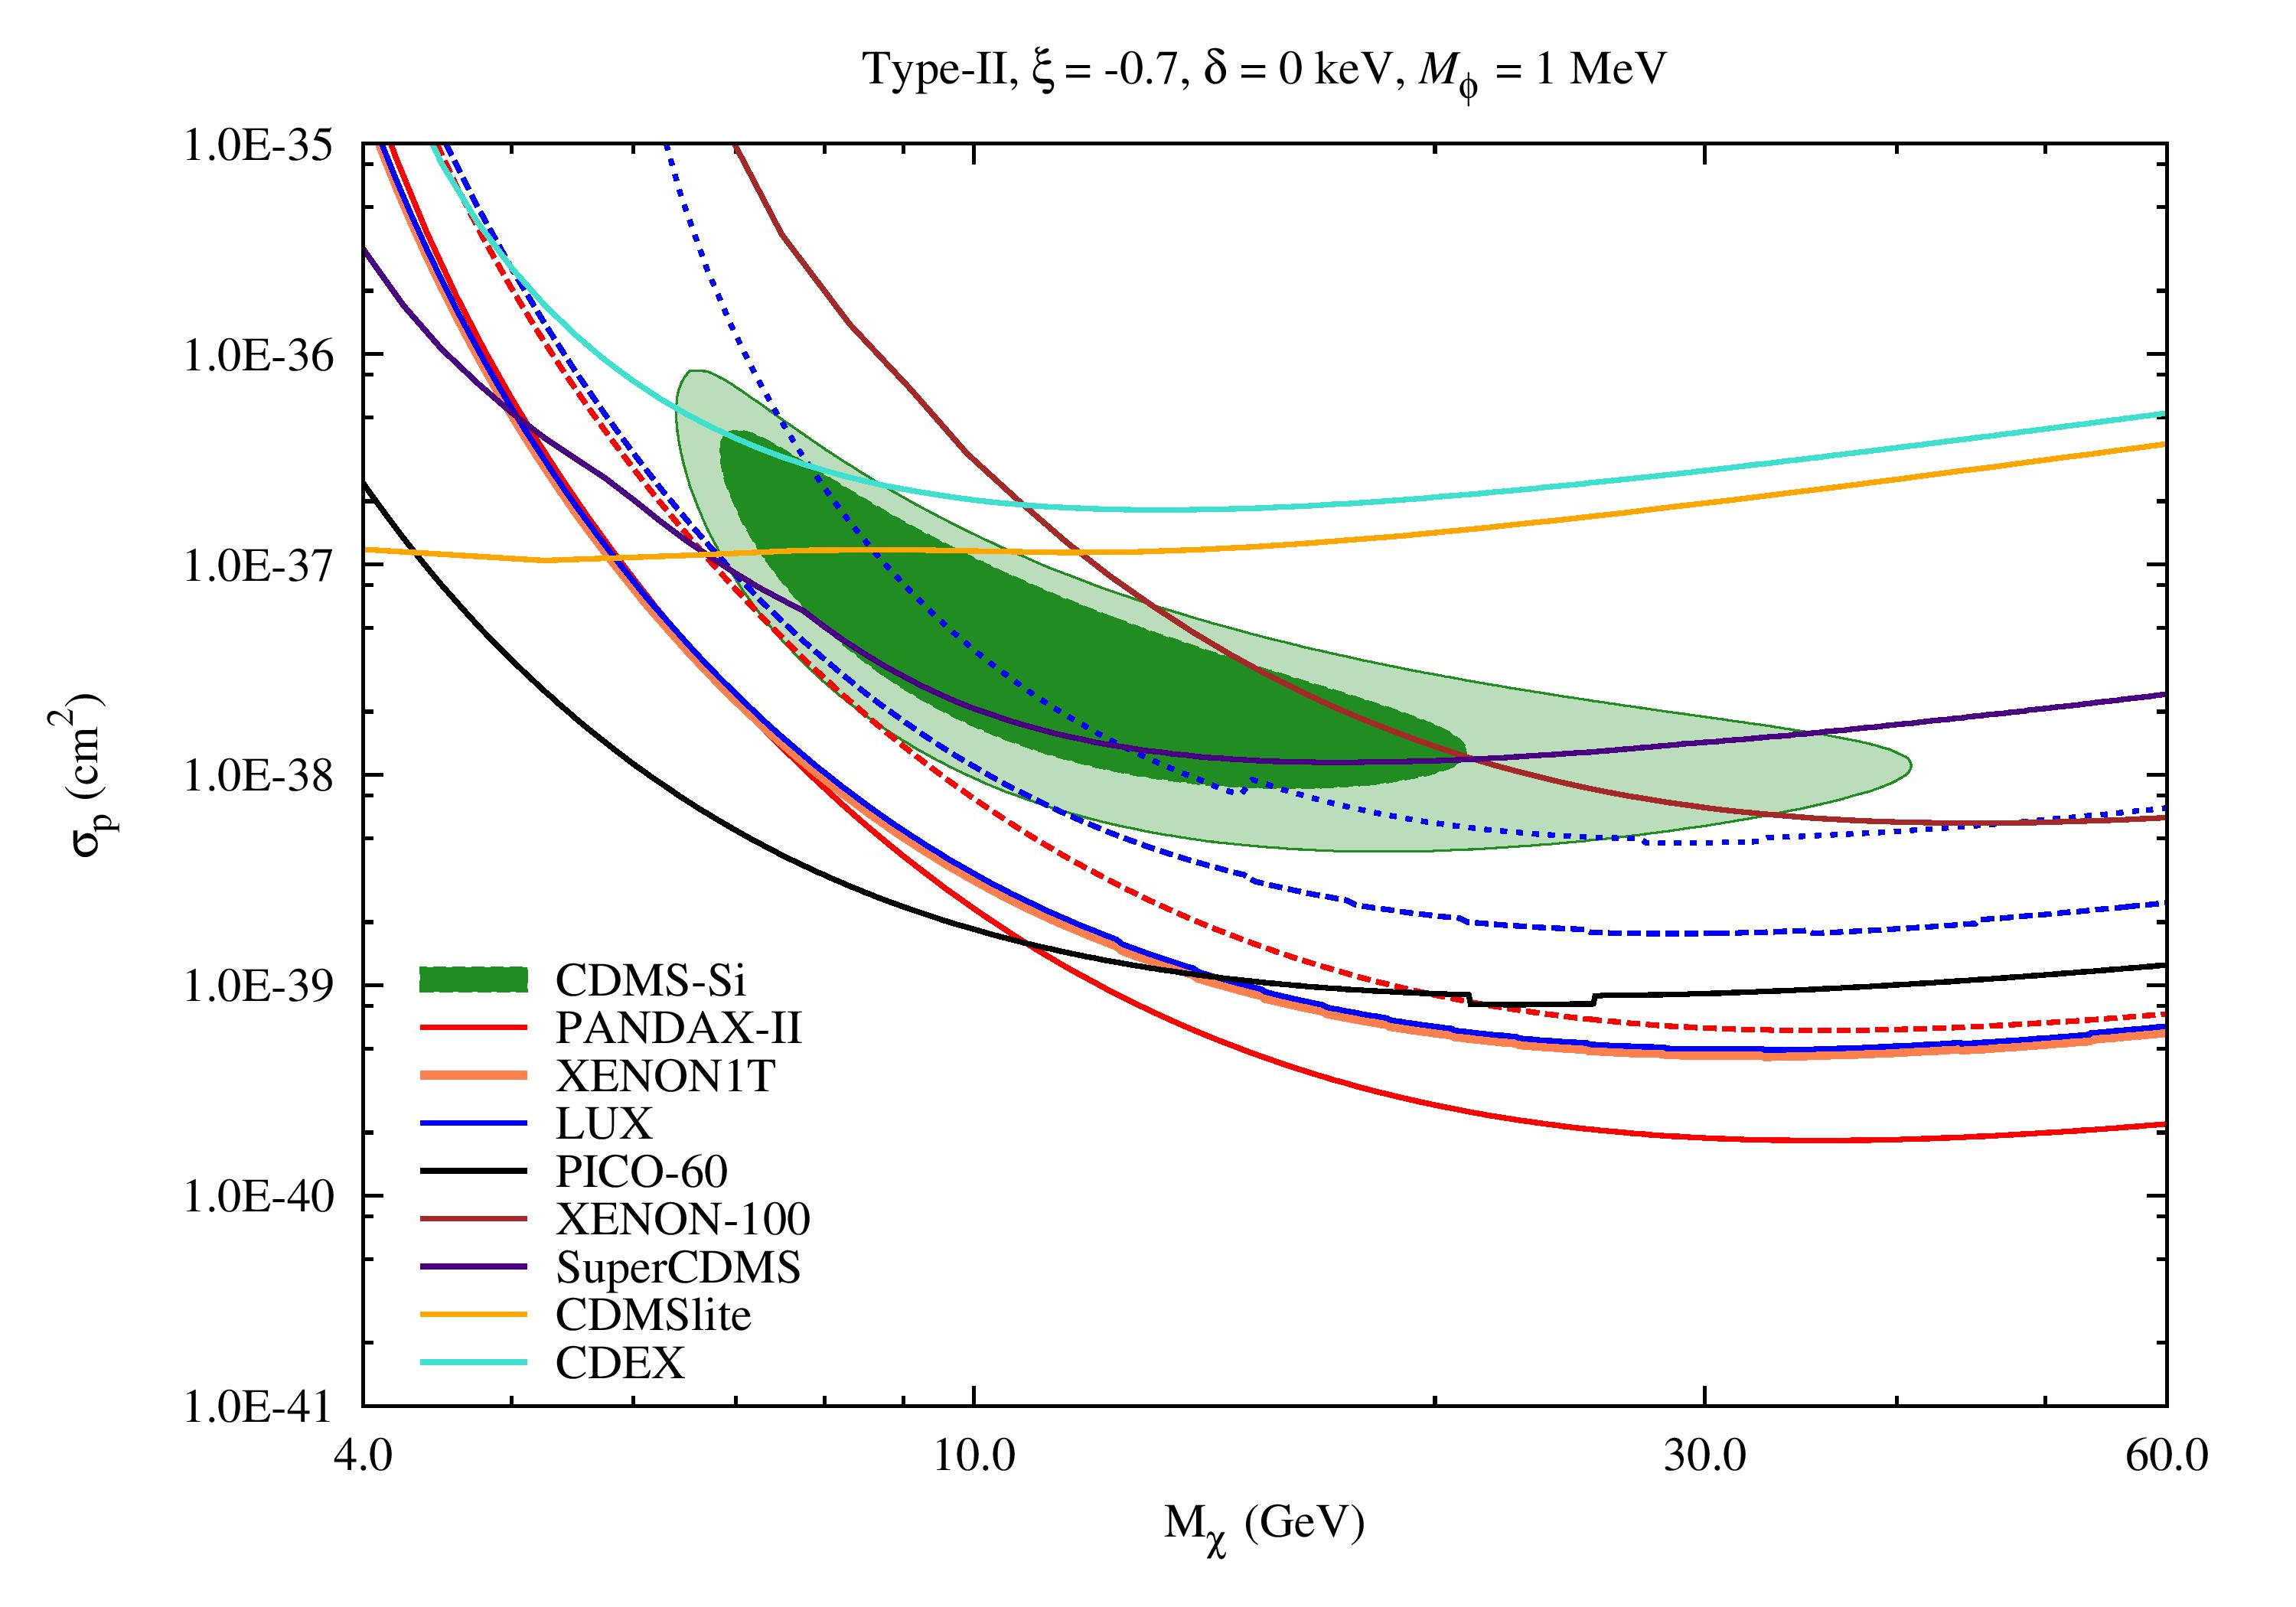 Type-II, ξ = -0.7, δ = 0 keV, Mϕ = 1 MeV
1.0E-35
1.0E-36
1.0E-37
1.0E-38
1.0E-39
1.0E-40
1.0E-41
σp (cm2)
CDMS-Si
PANDAX-II
XENON1T
LUX
PICO-60
XENON-100
SuperCDMS
CDMSlite
CDEX
4.0 10.0 30.0 60.0
Mχ (GeV)